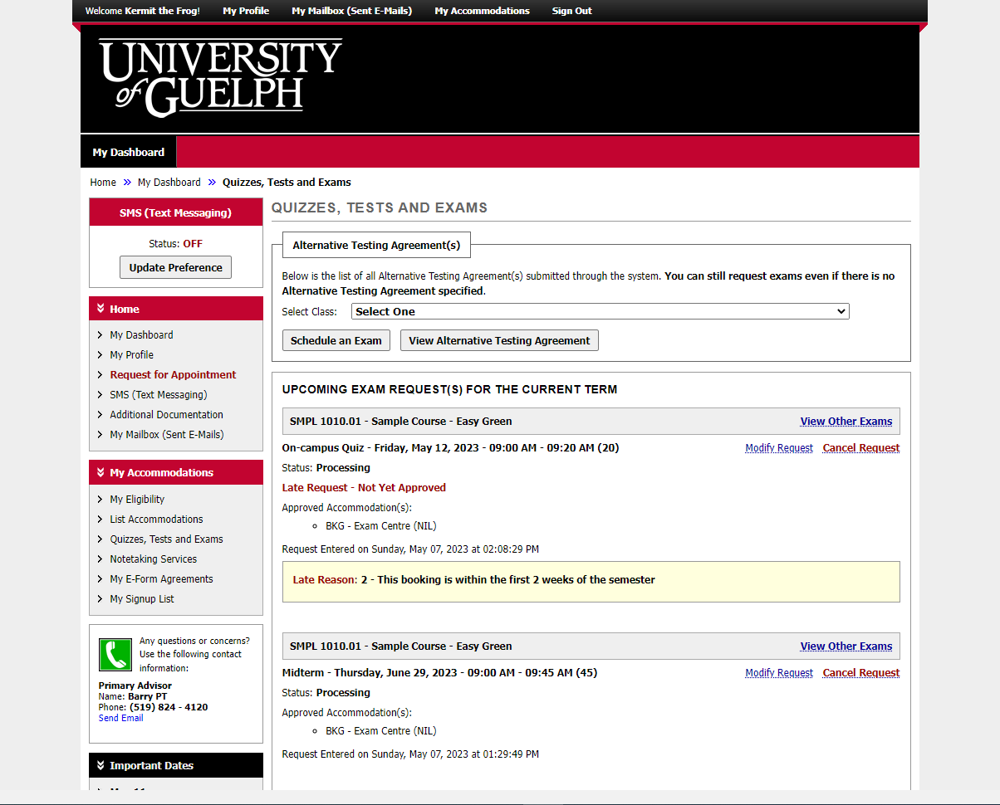 Welcome Kermit the Frog! My Profile My Mailbox (Sent E-Mails) My Accommodations Sign Out
UNIVERSITY
of GUELPH
My Dashboard
Home » My Dashboard » Quizzes, Tests and Exams
SMS (Text Messaging)
Status: OFF
Update Preference
Home
My Dashboard
My Profile
Request for Appointment
SMS (Text Messaging)
Additional Documentation
My Mailbox (Sent E-Mails)
My Accommodations
My Eligibility
List Accommodations
Quizzes, Tests and Exams
Notetaking Services
My E-Form Agreements
My Signup List
Any questions or concerns?
Use the following contact
information:
Primary Advisor
Name: Barry PT
Phone: (519) 824 - 4120
Send Email
Important Dates
QUIZZES, TESTS AND EXAMS
Alternative Testing Agreement(s)
Below is the list of all Alternative Testing Agreement(s) submitted through the system. You can still request exams even if there is no
Alternative Testing Agreement specified.
Select Class: Select One
Schedule an Exam View Alternative Testing Agreement
UPCOMING EXAM REQUEST(S) FOR THE CURRENT TERM
SMPL 1010.01 - Sample Course - Easy Green View Other Exams
On-campus Quiz - Friday, May 12, 2023 - 09:00 AM - 09:20 AM (20) Modify Request Cancel Request
Status: Processing
Late Request - Not Yet Approved
Approved Accommodation(s):
BKG - Exam Centre (NIL)
Request Entered on Sunday, May 07, 2023 at 02:08:29 PM
Late Reason: 2 - This booking is within the first 2 weeks of the semester
SMPL 1010.01 - Sample Course - Easy Green View Other Exams
Midterm - Thursday, June 29, 2023 - 09:00 AM - 09:45 AM (45) Modify Request Cancel Request
Status: Processing
Approved Accommodation(s):
BKG - Exam Centre (NIL)
Request Entered on Sunday, May 07, 2023 at 01:29:49 PM